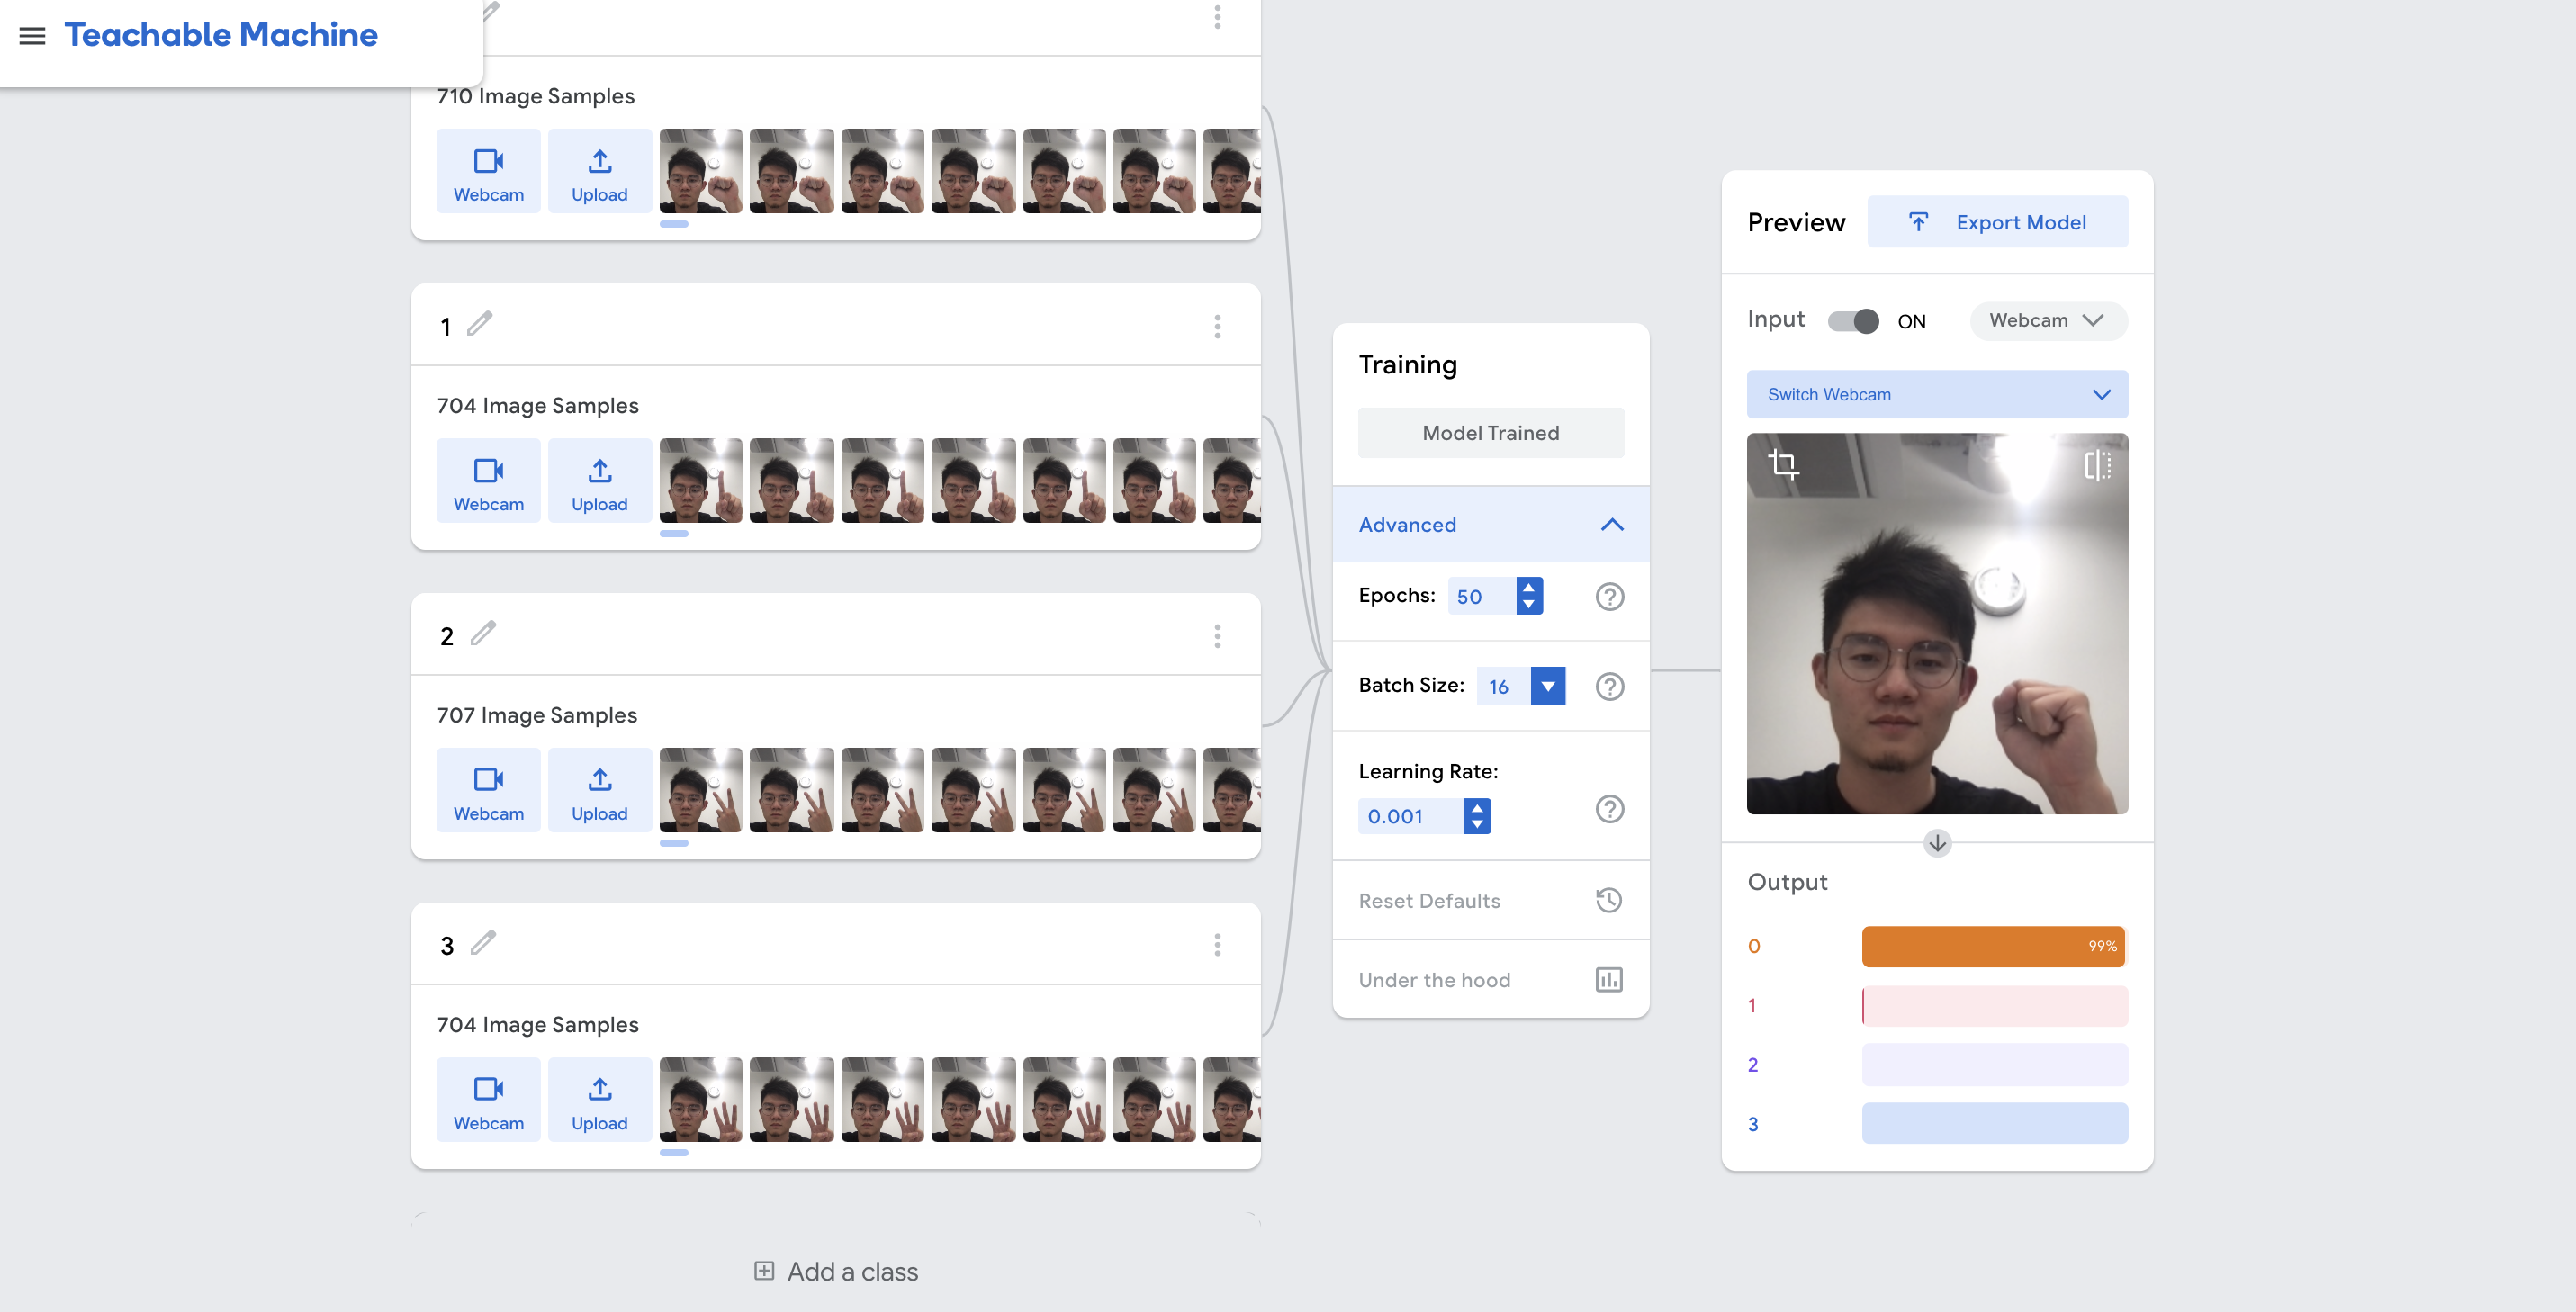 Teachable Machine
710 Image Samples
Webcam
Upload
1
704 Image Samples
Webcam
Upload
2
707 Image Samples
Webcam
Upload
3
704 Image Samples
Webcam
Upload
Add a class
Training
Model Trained
Advanced
Epochs: 50
Batch Size: 16
Learning Rate:
0.001
Reset Defaults
Under the hood
Preview
Export Model
Input ON Webcam
Switch Webcam
Output
0 99%
1
2
3